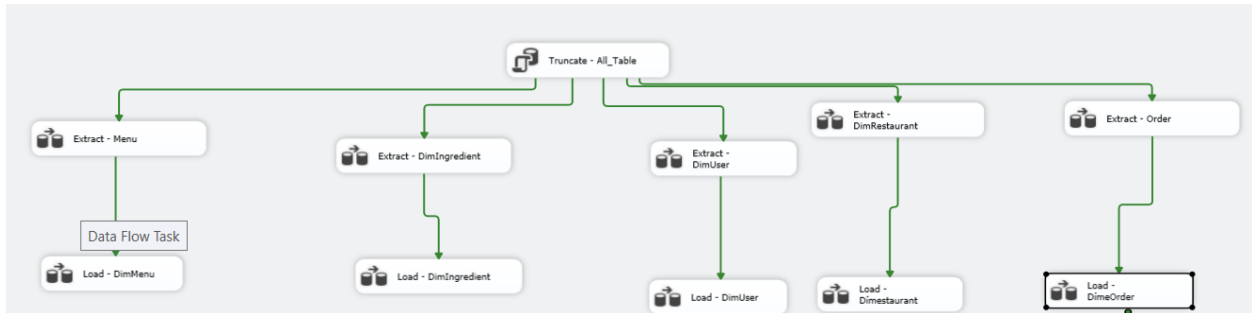 Truncate - All_Table
Extract - Menu
Extract - DimIngredient
Extract -
DimUser
Extract -
DimRestaurant
Extract - Order
Data Flow Task
Load - DimMenu
Load - DimIngredient
Load - DimUser
Load -
Dimestaurant
Load -
DimeOrder